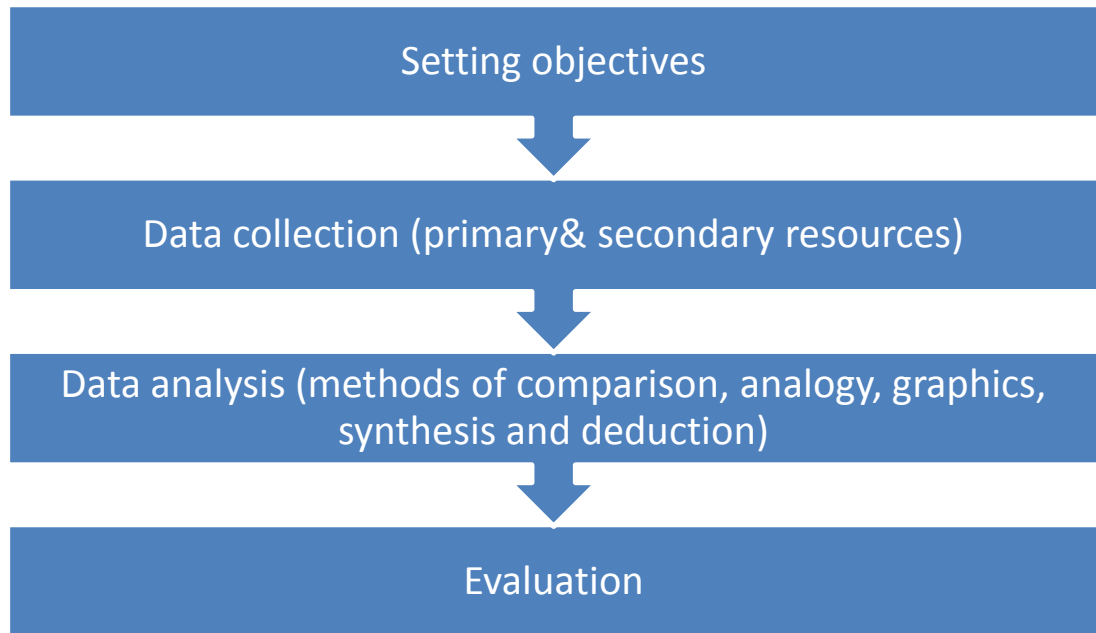 Setting objectives
Data collection (primary& secondary resources)
Data analysis (methods of comparison, analogy, graphics,
synthesis and deduction)
Evaluation